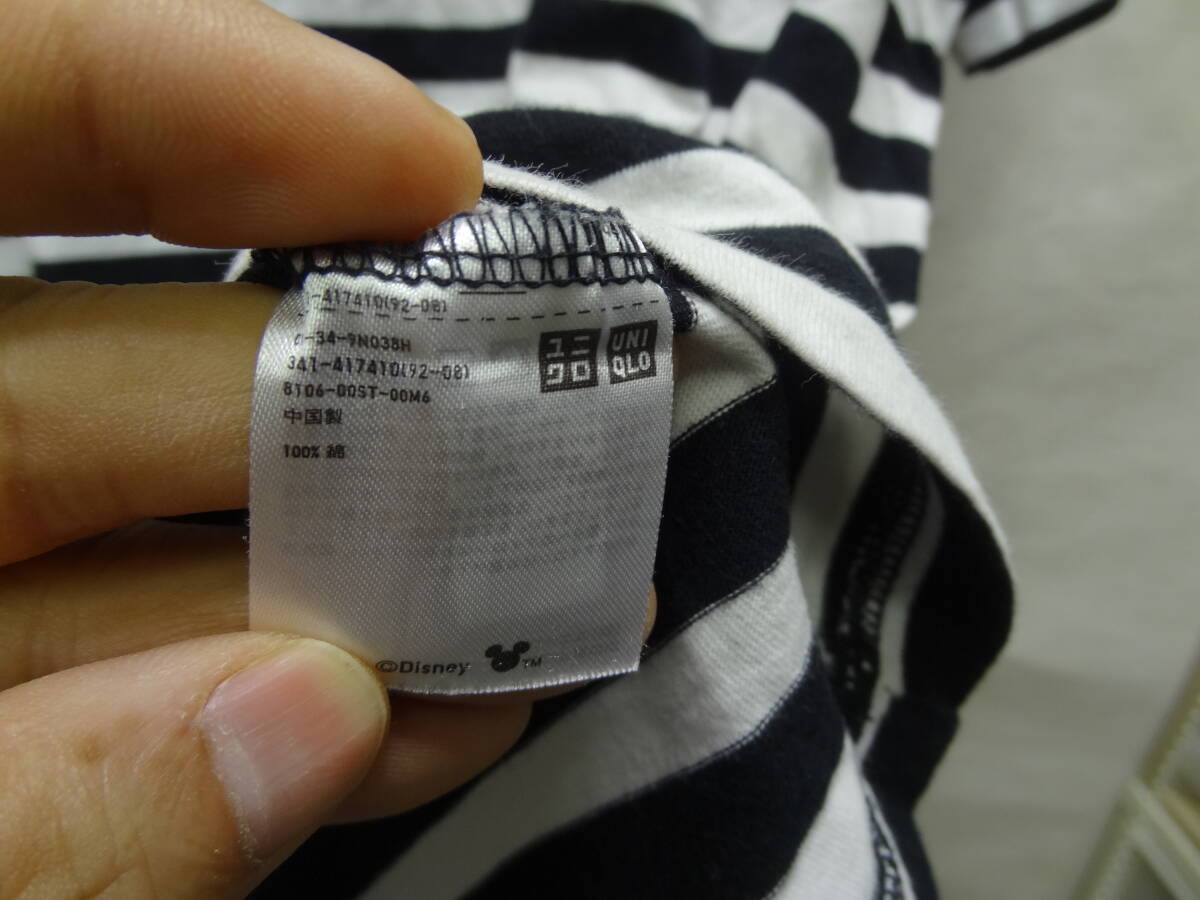 -417410(92-08)
-34-9N038H
341-417410(92-08)
8106-00ST-00M6
中国製
100% 綿
ユニ
クロ
UNI
QLO
©Disney TM